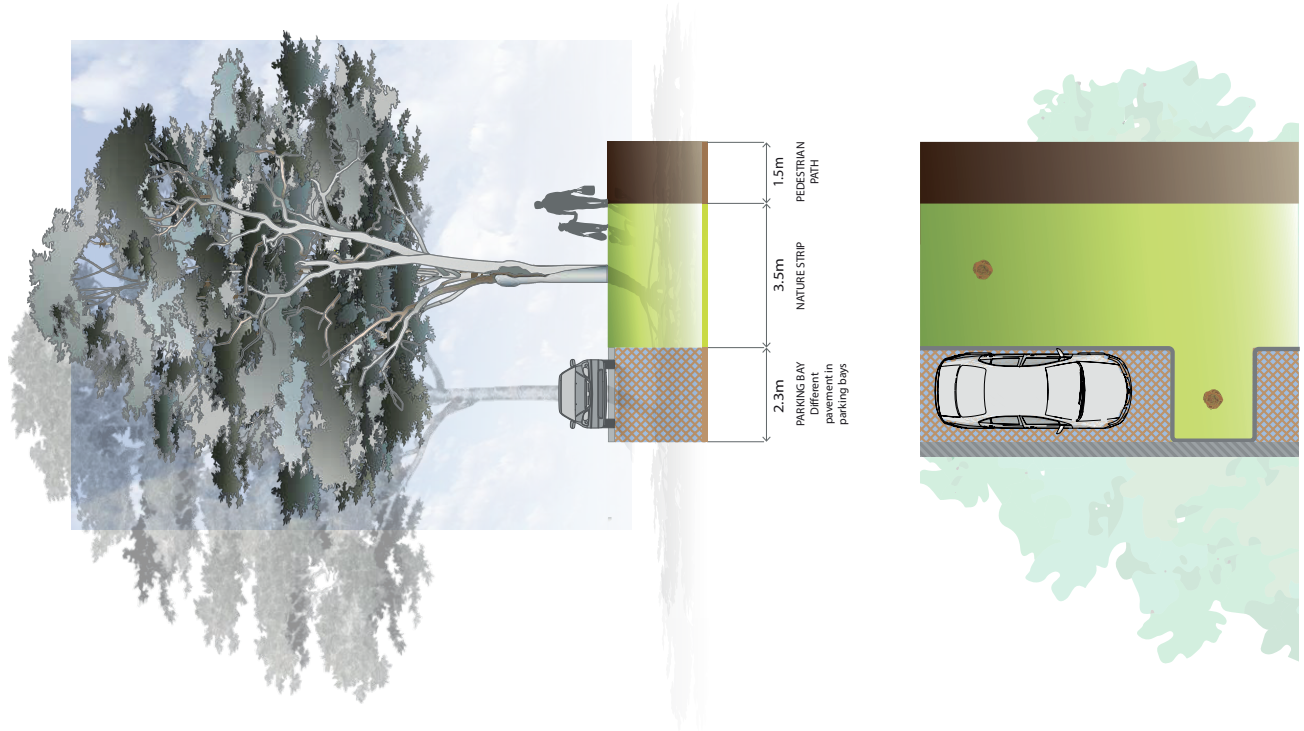 2.3m
PARKING BAY
Different
pavement in
parking bays
3.5m
NATURE STRIP
1.5m
PEDESTRIAN
PATH